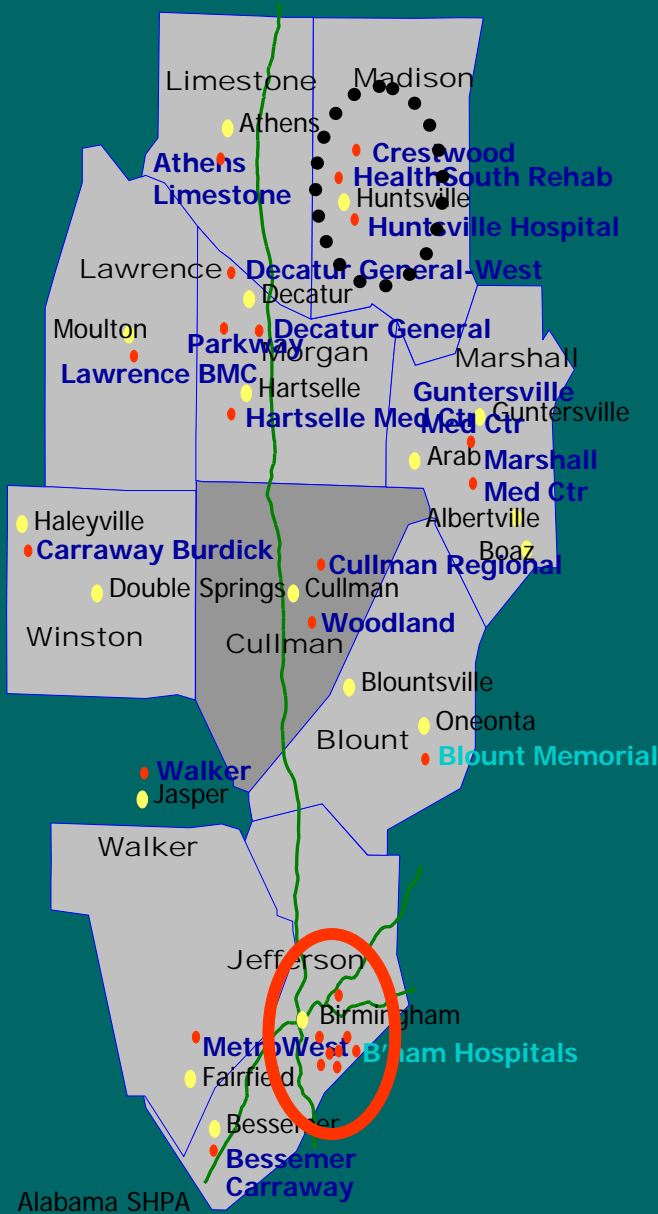 Limestone
Madison
Athens
Athens
Limestone
Crestwood
HealthSouth Rehab
Huntsville
Huntsville Hospital
Lawrence
Decatur General-West
Decatur
Moulton
Parkway
Decatur General
Morgan
Marshall
Lawrence BMC
Hartselle
Hartselle Med Ctr
Guntersville
Med Ctr
Guntersville
Arab
Marshall
Med Ctr
Albertville
Boaz
Haleyville
Carraway Burdick
Double Springs
Winston
Cullman Regional
Cullman
Woodland
Cullman
Blountsville
Oneonta
Blount
Blount Memorial
Walker
Jasper
Walker
Jefferson
Birmingham
MetroWest
B'ham Hospitals
Fairfield
Bessemer
Bessemer
Carraway
Alabama SHPA